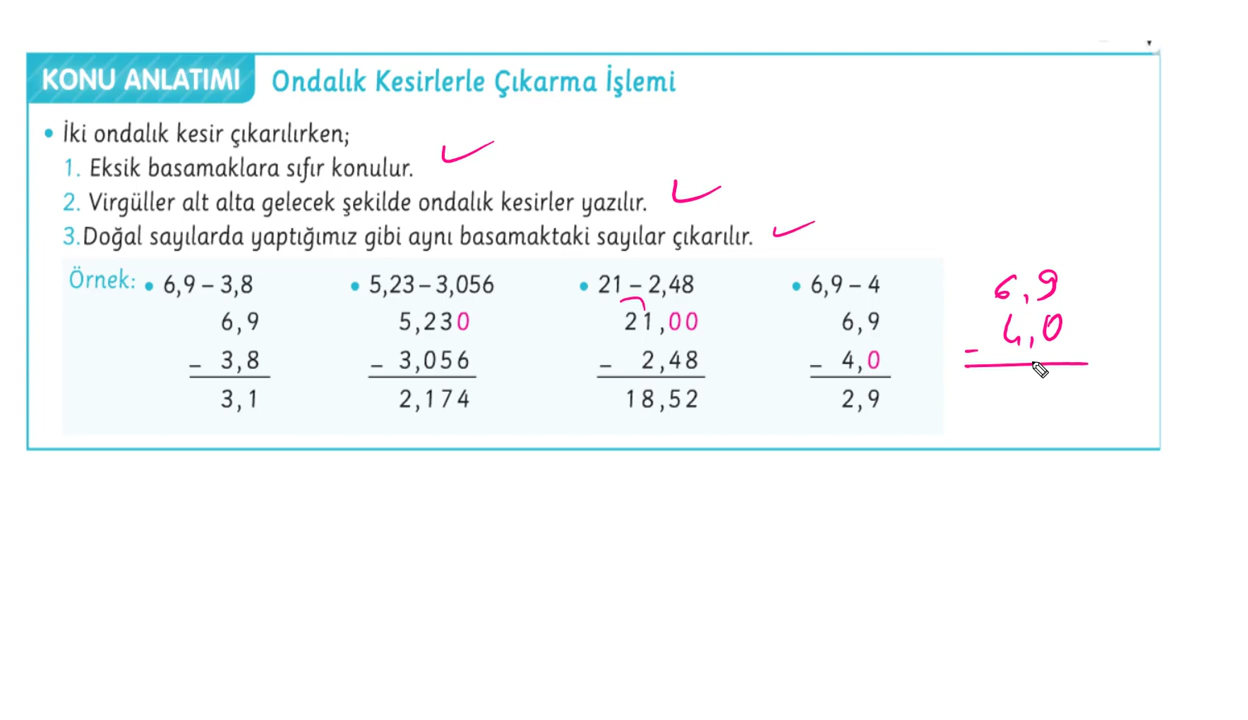 KONU ANLATIMI Ondalık Kesirlerle Çıkarma İşlemi
• İki ondalık kesir çıkarılırken;
1. Eksik basamaklara sıfır konulur.
2. Virgüller alt alta gelecek şekilde ondalık kesirler yazılır.
3.Doğal sayılarda yaptığımız gibi aynı basamaktaki sayılar çıkarılır.
Örnek: • 6,9 – 3,8 • 5,23 – 3,056 • 21 – 2,48 • 6,9 – 4
6,9 5,230 21,00 6,9 6,9
– 3,8 – 3,056 – 2,48 – 4,0 – 4,0
3,1 2,174 18,52 2,9